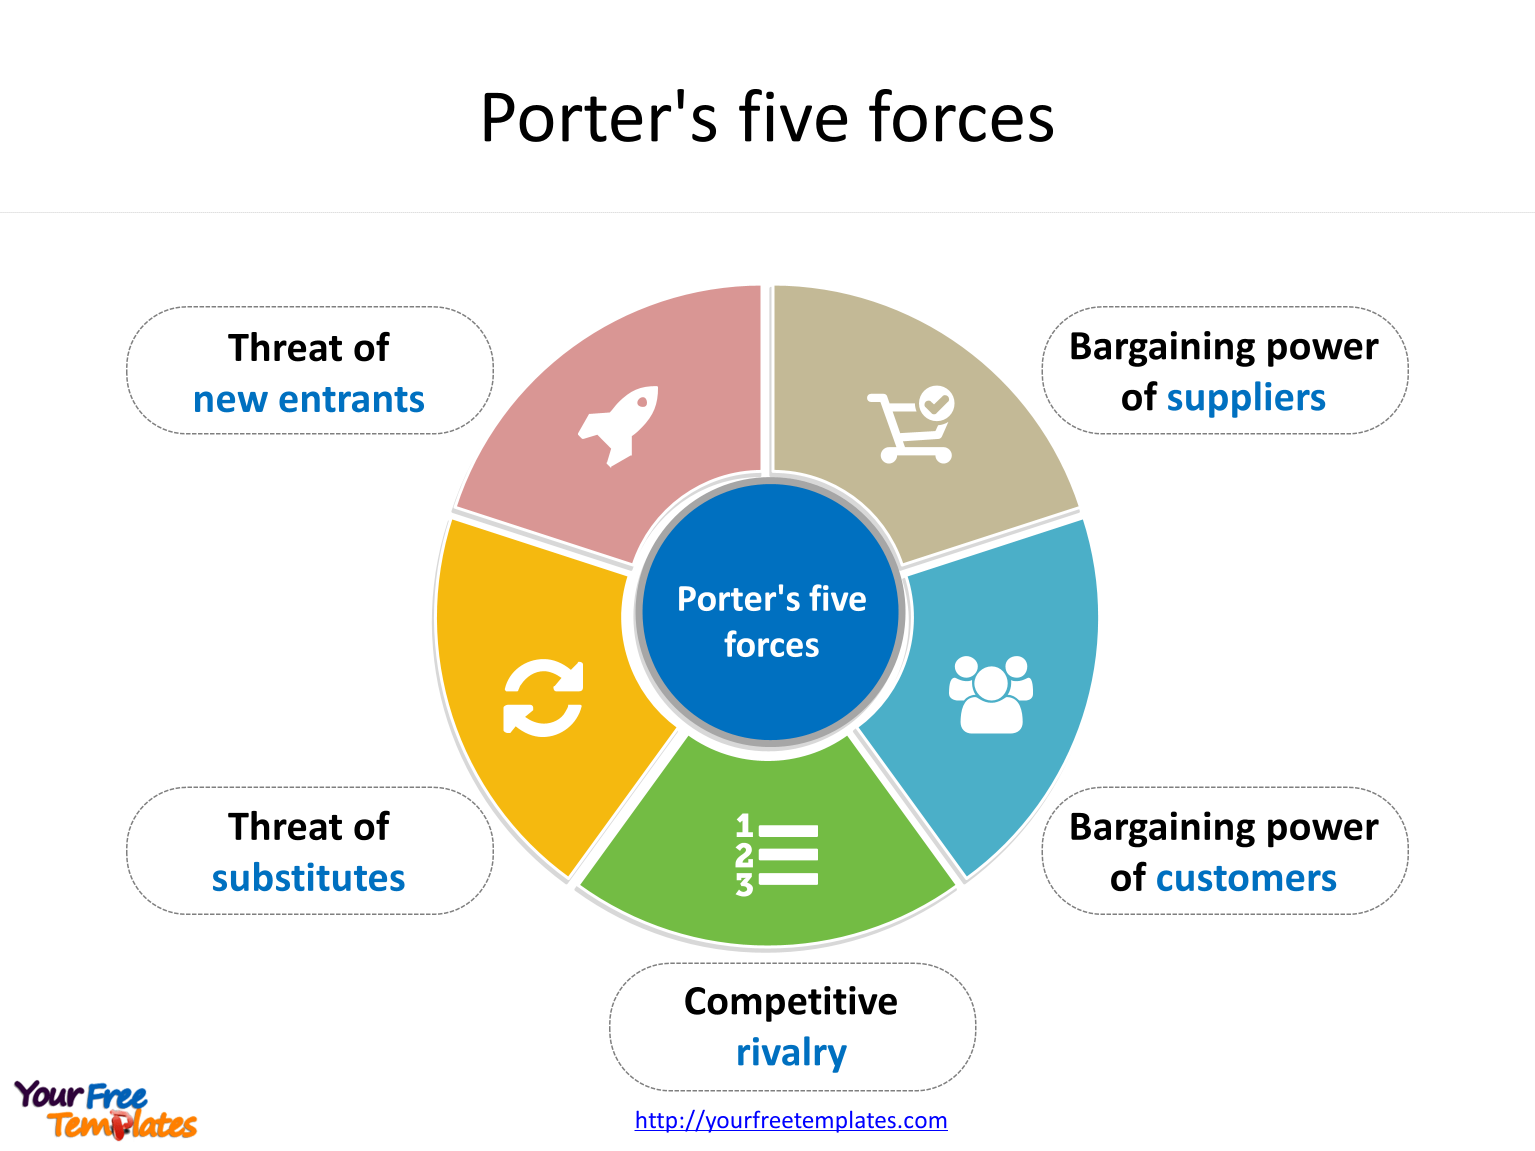 Porter's five forces
Threat of
new entrants
Bargaining power
of suppliers
Porter's five
forces
Threat of
substitutes
Bargaining power
of customers
1
2
3
Competitive
rivalry
Your Free
Templates
http://yourfreetemplates.com